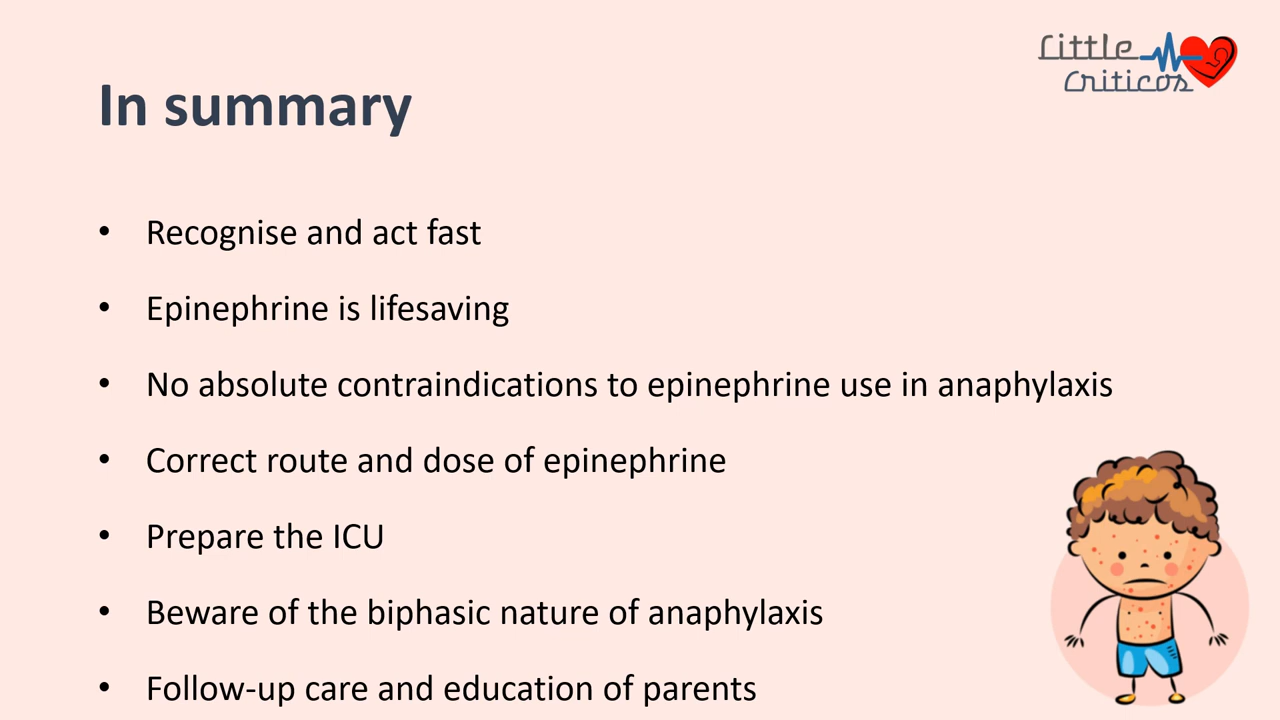 Little
Criticos
In summary
• Recognise and act fast
• Epinephrine is lifesaving
• No absolute contraindications to epinephrine use in anaphylaxis
• Correct route and dose of epinephrine
• Prepare the ICU
• Beware of the biphasic nature of anaphylaxis
• Follow-up care and education of parents